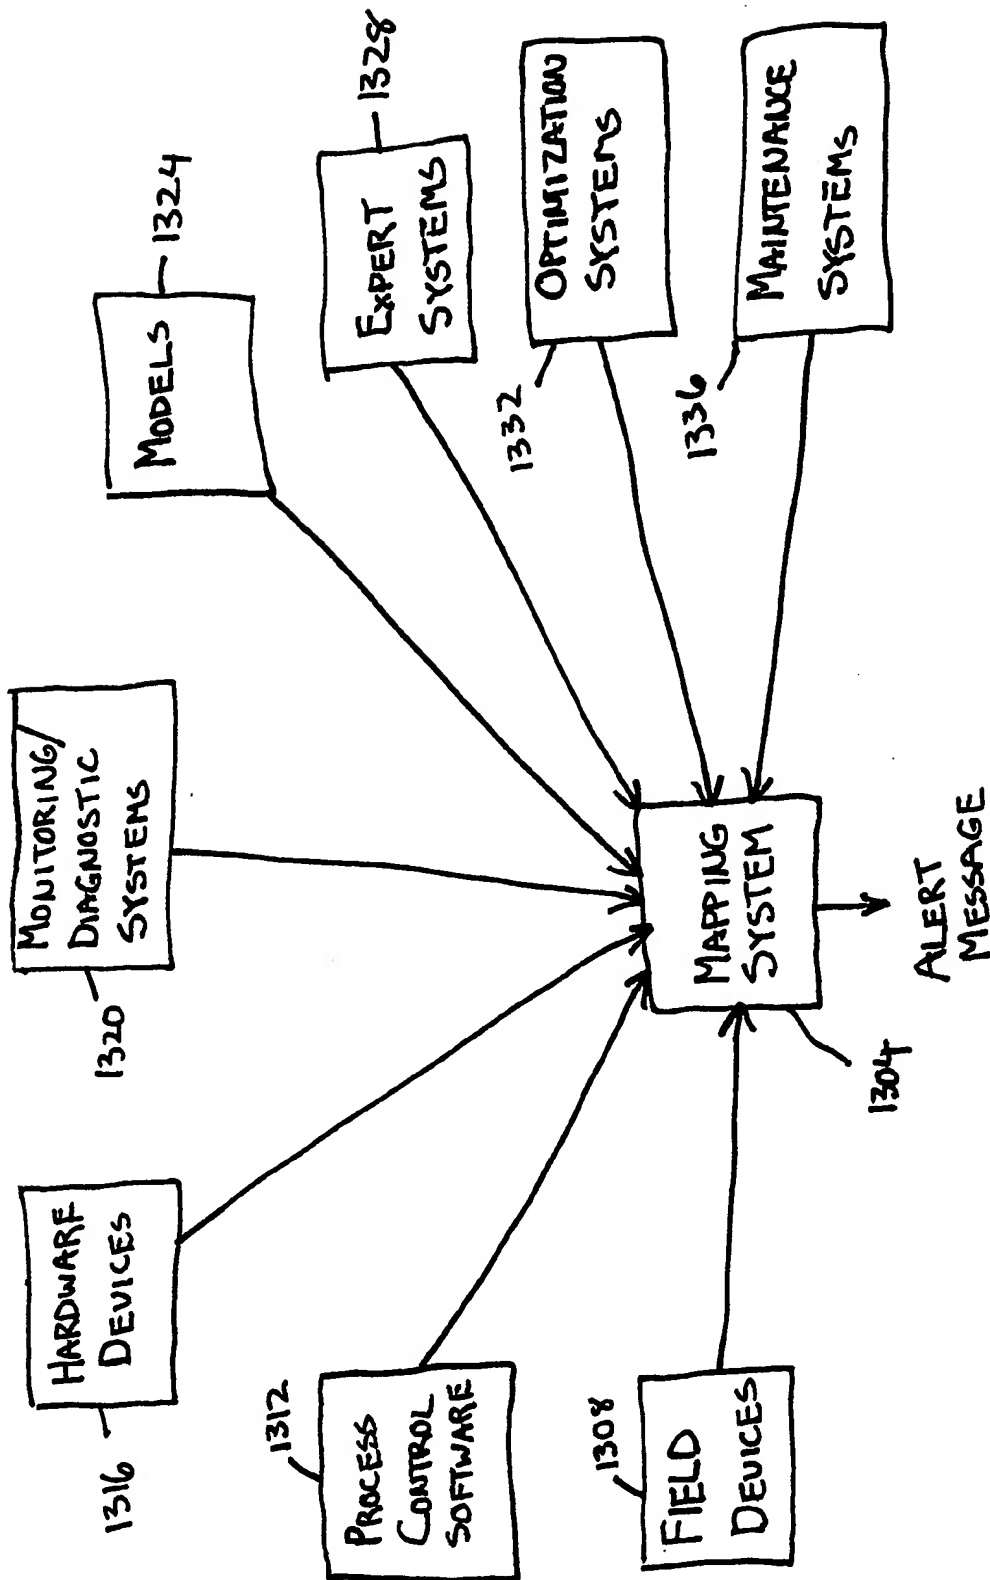 1316
HARDWARE
DEVICES
1320
MONITORING/
DIAGNOSTIC
SYSTEMS
MODELS
1324
1312
PROCESS
CONTROL
SOFTWARE
EXPERT
SYSTEMS
1328
1308
FIELD
DEVICES
1332
OPTIMIZATION
SYSTEMS
1336
MAINTENANCE
SYSTEMS
MAPPING
SYSTEM
1304
ALERT
MESSAGE